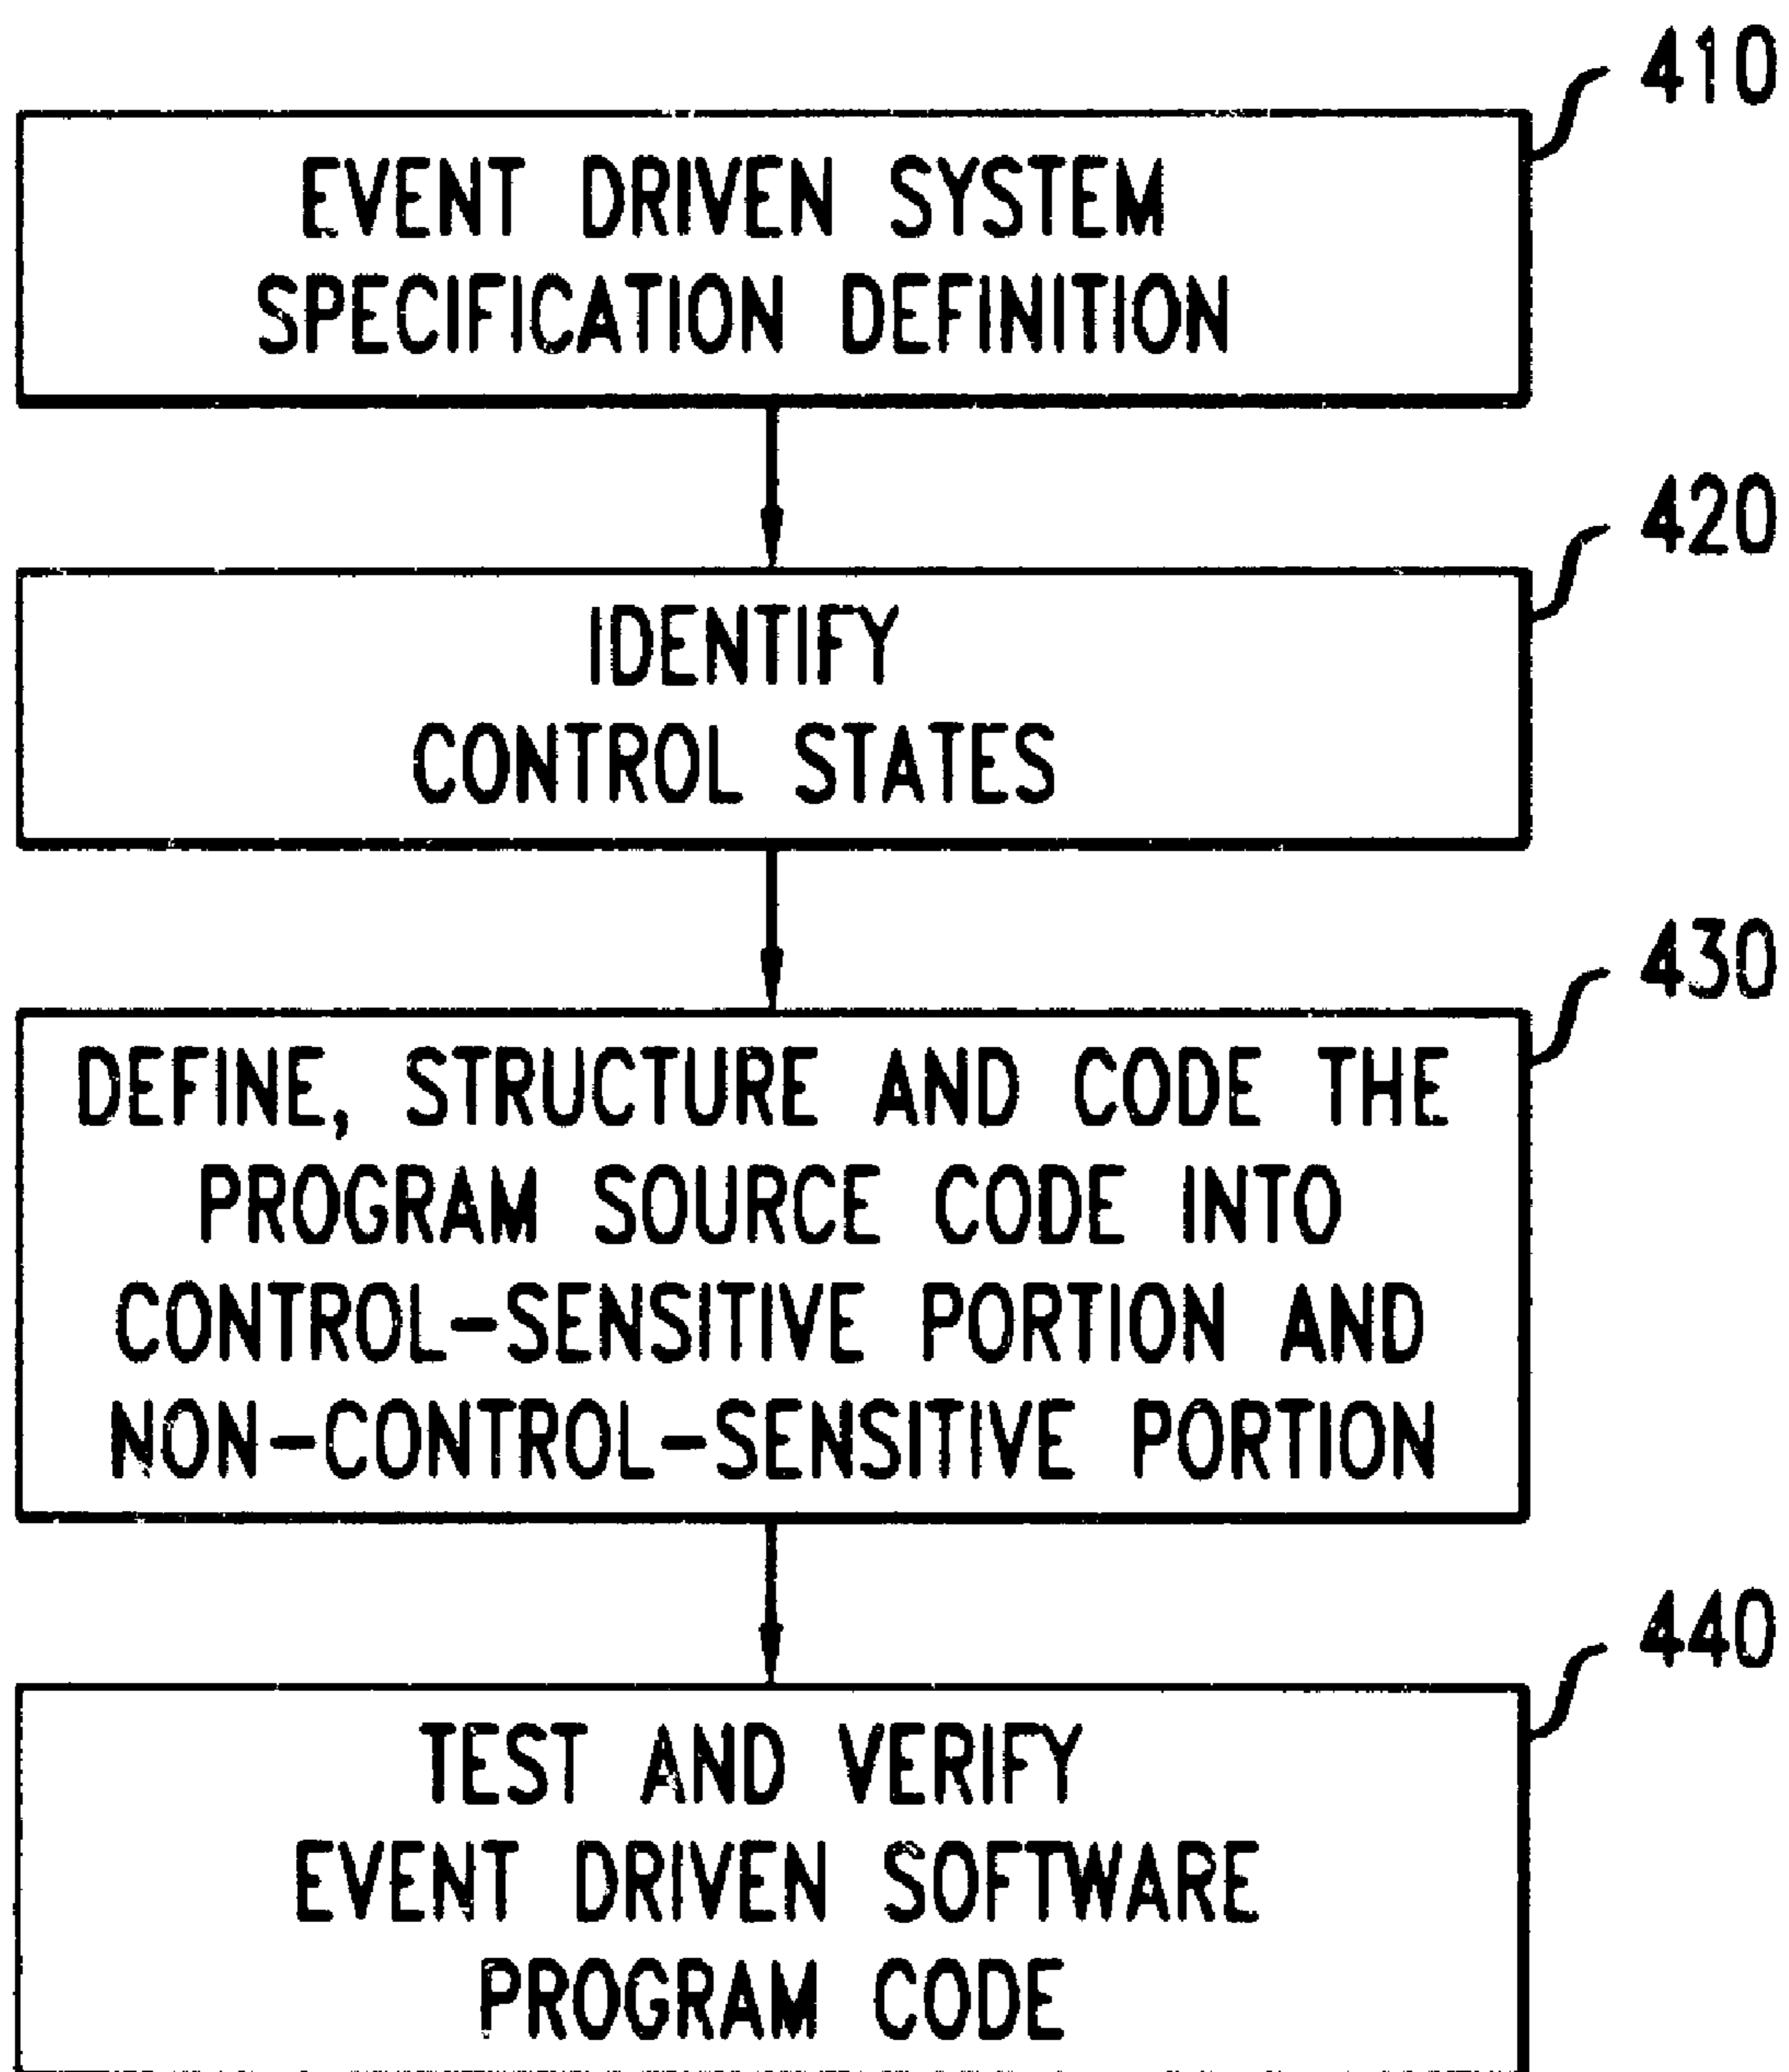 410
EVENT DRIVEN SYSTEM
SPECIFICATION DEFINITION
420
IDENTIFY
CONTROL STATES
430
DEFINE, STRUCTURE AND CODE THE
PROGRAM SOURCE CODE INTO
CONTROL-SENSITIVE PORTION AND
NON-CONTROL-SENSITIVE PORTION
440
TEST AND VERIFY
EVENT DRIVEN SOFTWARE
PROGRAM CODE